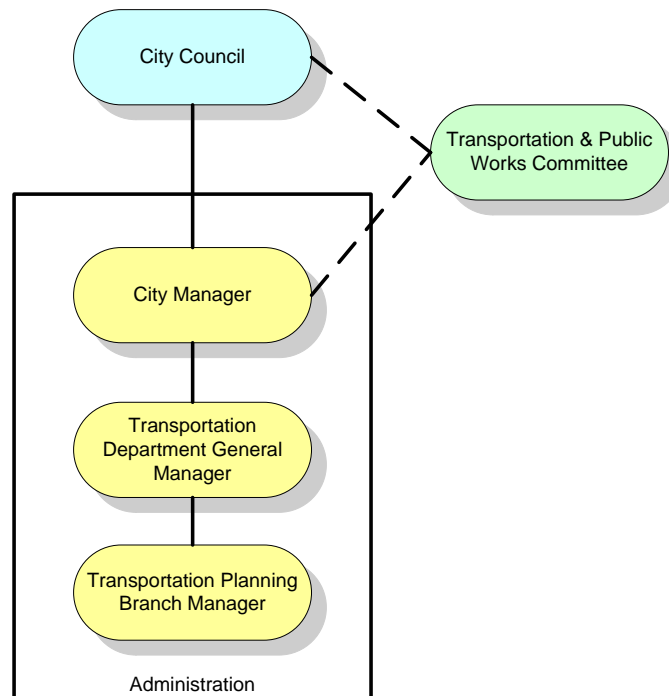 City Council
Transportation & Public
Works Committee
City Manager
Transportation
Department General
Manager
Transportation Planning
Branch Manager
Administration